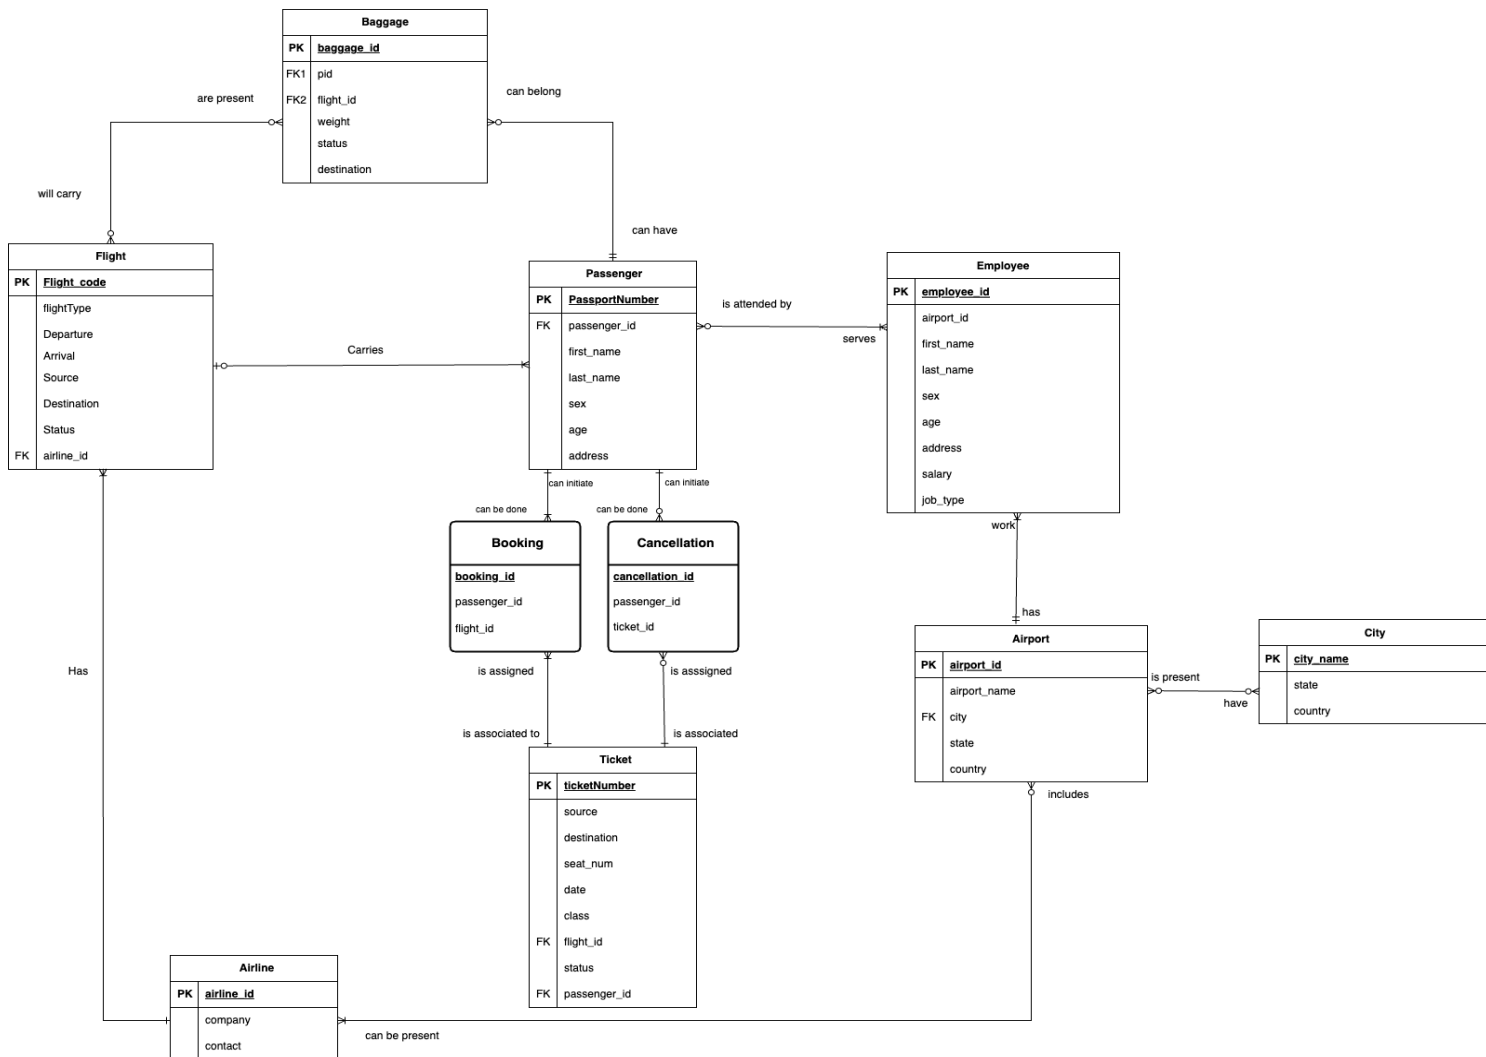 Baggage
PK baggage_id
FK1 pid
FK2 flight_id
weight
status
destination
are present
can belong
will carry
can have
Flight
PK Flight_code
flightType
Departure
Arrival
Source
Destination
Status
FK airline_id
Carries
Passenger
PK PassportNumber
FK passenger_id
first_name
last_name
sex
age
address
is attended by
serves
Employee
PK employee_id
airport_id
first_name
last_name
sex
age
address
salary
job_type
can initiate
can initiate
can be done
can be done
Booking
booking_id
passenger_id
flight_id
Cancellation
cancellation_id
passenger_id
ticket_id
work
has
Airport
PK airport_id
airport_name
FK city
state
country
is present
have
City
PK city_name
state
country
Has
is assigned
is asssigned
is associated to
is associated
Ticket
PK ticketNumber
source
destination
seat_num
date
class
FK flight_id
status
FK passenger_id
includes
Airline
PK airline_id
company
contact
can be present